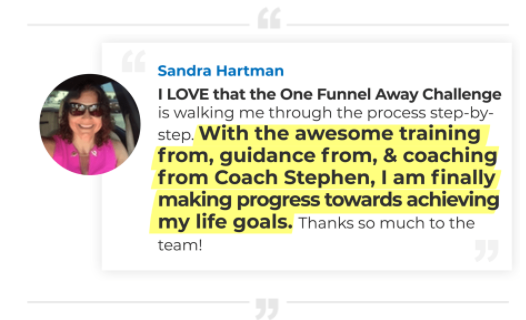 Sandra Hartman
I LOVE that the One Funnel Away Challenge
is walking me through the process step-by-
step. With the awesome training
from, guidance from, & coaching
from Coach Stephen, I am finally
making progress towards achieving
my life goals. Thanks so much to the
team!